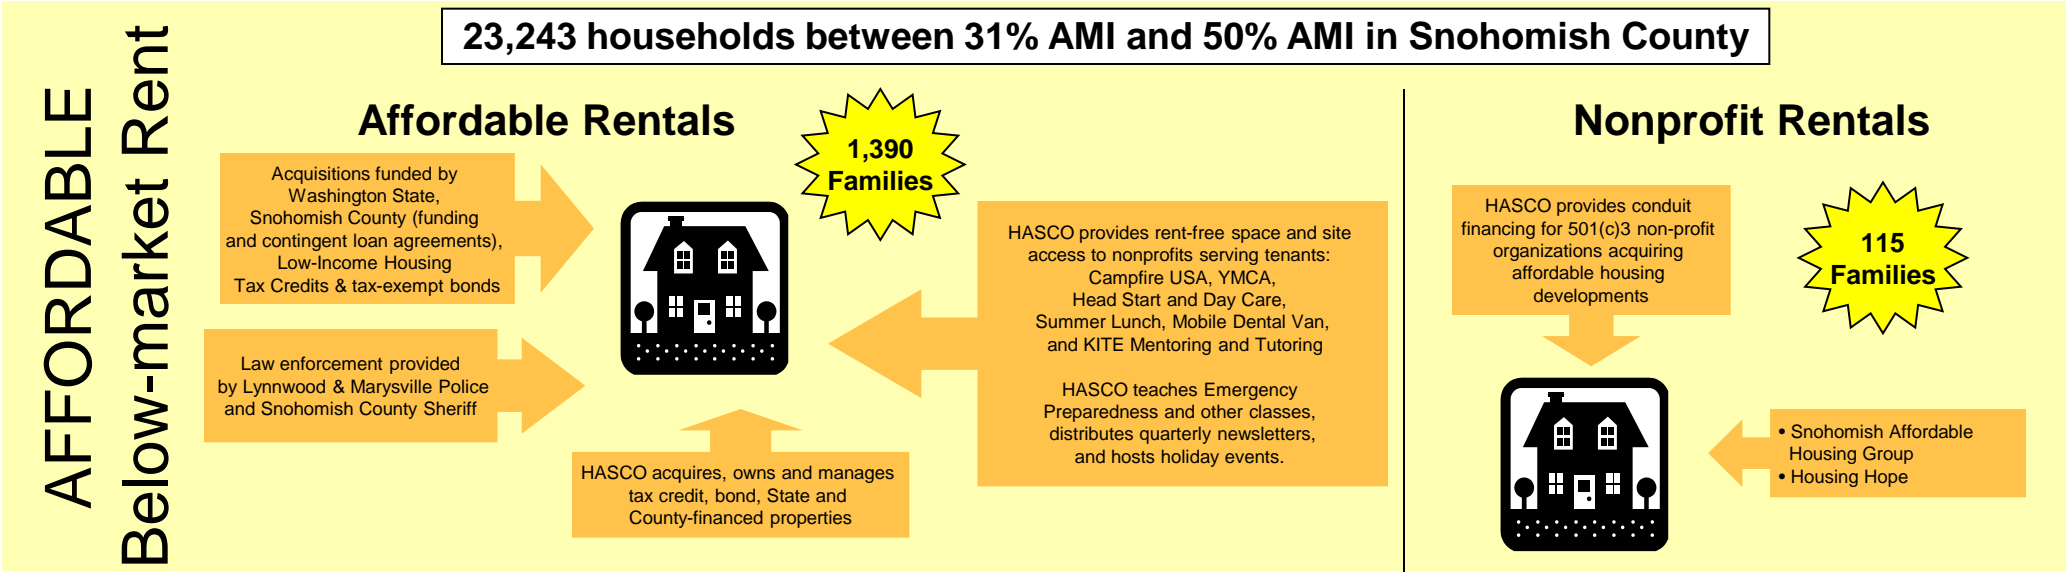 AFFORDABLE
Below-market Rent
23,243 households between 31% AMI and 50% AMI in Snohomish County
Affordable Rentals
1,390
Families
Acquisitions funded by
Washington State,
Snohomish County (funding
and contingent loan agreements),
Low-Income Housing
Tax Credits & tax-exempt bonds
Law enforcement provided
by Lynnwood & Marysville Police
and Snohomish County Sheriff
HASCO acquires, owns and manages
tax credit, bond, State and
County-financed properties
HASCO provides rent-free space and site
access to nonprofits serving tenants:
Campfire USA, YMCA,
Head Start and Day Care,
Summer Lunch, Mobile Dental Van,
and KITE Mentoring and Tutoring
HASCO teaches Emergency
Preparedness and other classes,
distributes quarterly newsletters,
and hosts holiday events.
Nonprofit Rentals
HASCO provides conduit
financing for 501(c)3 non-profit
organizations acquiring
affordable housing
developments
115
Families
• Snohomish Affordable
Housing Group
• Housing Hope